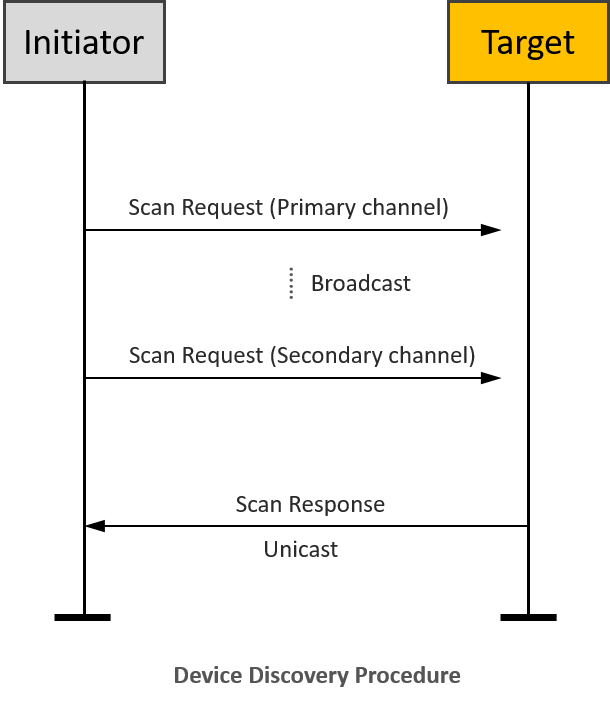 Initiator
Target
Scan Request (Primary channel)
Broadcast
Scan Request (Secondary channel)
Scan Response
Unicast
Device Discovery Procedure